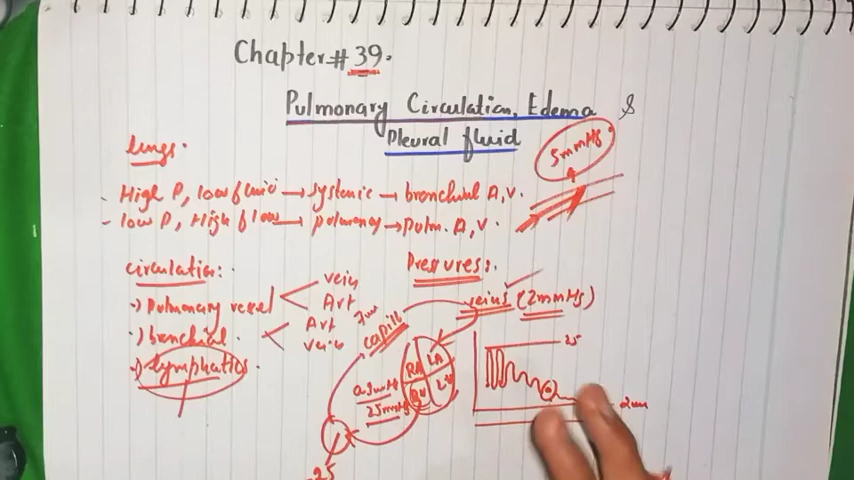 Chapter# 39.
Pulmonary Circulation, Edema &
Pleural fluid
5mmHg
lungs.
- High P, low fluid → systemic → bronchial A,V.
- low P, High flow → pulmonary → Pulm. A,V.
circulation:
Pressures:
·) Pulmonary vessel
vein
Art
·) bronchial.
Art
vein
·) lymphatics
veins (2mmHg)
7mm
capill
RA LA
RV L.V
25mmHg
25
25
2mm